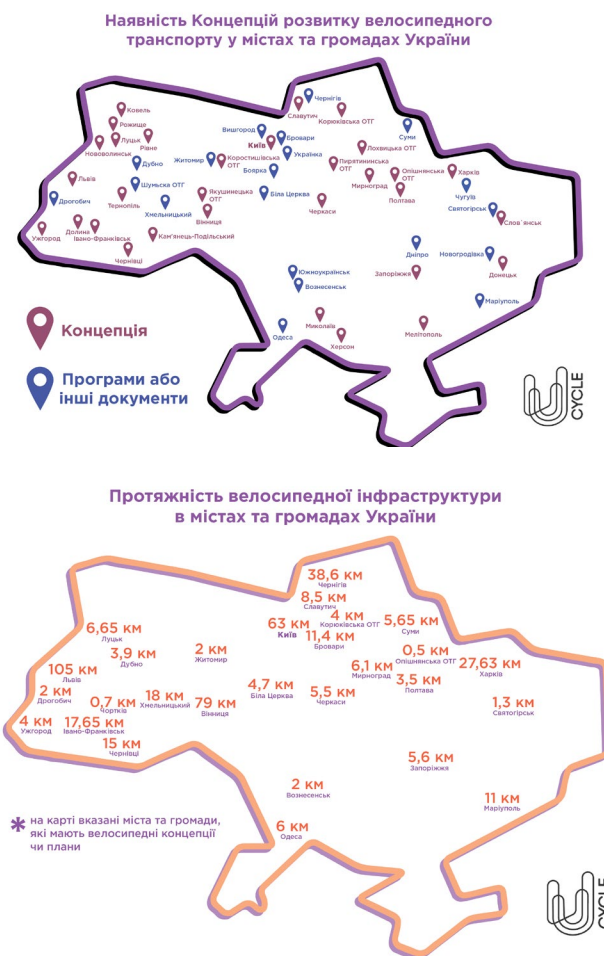 Наявність Концепцій розвитку велосипедного
транспорту у містах та громадах України
Чернігів
Славутич
Корюківська ОТГ
Ковель
Рожище
Луцьк
Рівне
Нововолинськ
Вишгород
Бровари
Київ
Українка
Суми
Дубно
Житомир
Коростишівська
ОТГ
Боярка
Лохвицька ОТГ
Пирятининська
ОТГ
Мирноград
Опішнянська
ОТГ
Харків
Львів
Шумська ОТГ
Полтава
Чугуїв
Дрогобич
Тернопіль
Хмельницький
Якушинецька
ОТГ
Вінниця
Біла Церква
Черкаси
Святогірськ
Слов`янськ
Ужгород
Долина
Івано-Франківськ
Кам'янець-Подільський
Чернівці
Дніпро
Новогродівка
Запоріжжя
Донецьк
Южноукраїнськ
Вознесенськ
Маріуполь
Миколаїв
Мелітополь
Одеса
Херсон
Концепція
Програми або
інші документи
U
CYCLE
Протяжність велосипедної інфраструктури
в містах та громадах України
38,6 км
Чернігів
8,5 км
Славутич
4 км
Корюківська ОТГ
5,65 км
Суми
63 км
Київ
11,4 км
Бровари
6,65 км
Луцьк
3,9 км
Дубно
2 км
Житомир
0,5 км
Опішнянська ОТГ
27,63 км
Харків
6,1 км
Мирноград
3,5 км
Полтава
105 км
Львів
2 км
Дрогобич
0,7 км
Чортків
18 км
Хмельницький
79 км
Вінниця
4,7 км
Біла Церква
5,5 км
Черкаси
1,3 км
Святогірськ
4 км
Ужгород
17,65 км
Івано-Франківськ
15 км
Чернівці
5,6 км
Запоріжжя
2 км
Вознесенськ
11 км
Маріуполь
6 км
Одеса
* на карті вказані міста та громади,
які мають велосипедні концепції
чи плани
U
CYCLE